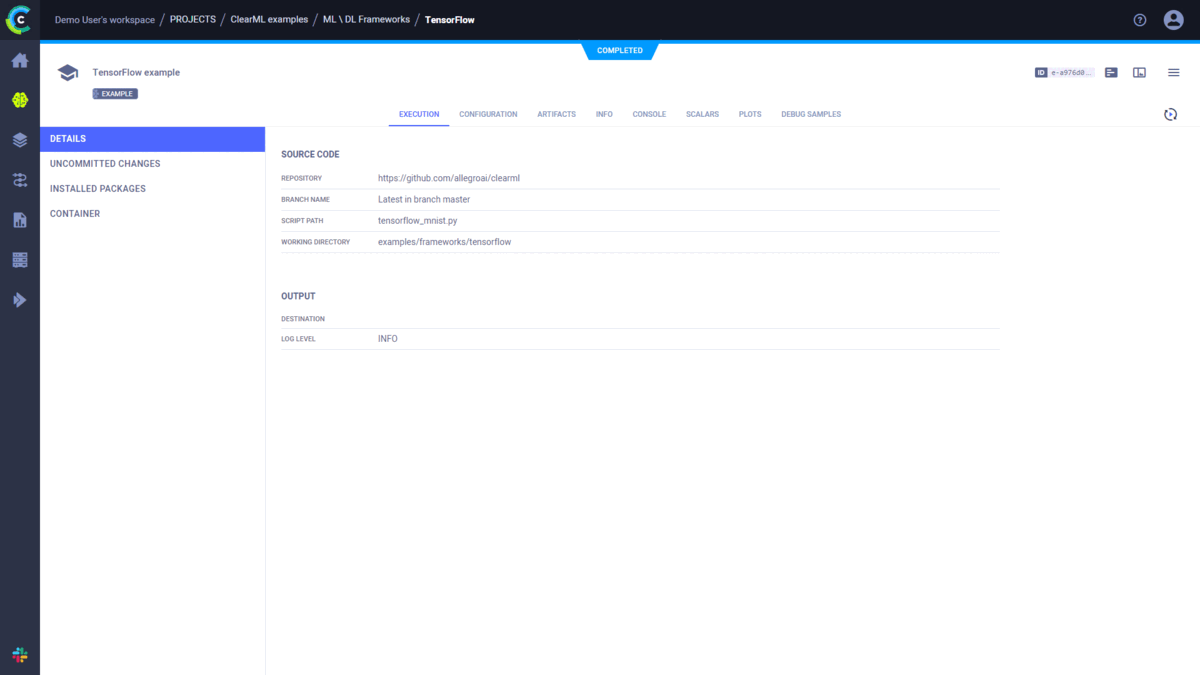 Demo User's workspace / PROJECTS / ClearML examples / ML \ DL Frameworks / TensorFlow
COMPLETED
TensorFlow example
ID e-a976d0...
EXAMPLE
EXECUTION CONFIGURATION ARTIFACTS INFO CONSOLE SCALARS PLOTS DEBUG SAMPLES
DETAILS
UNCOMMITTED CHANGES
INSTALLED PACKAGES
CONTAINER
SOURCE CODE
REPOSITORY https://github.com/allegroai/clearml
BRANCH NAME Latest in branch master
SCRIPT PATH tensorflow_mnist.py
WORKING DIRECTORY examples/frameworks/tensorflow
OUTPUT
DESTINATION
LOG LEVEL INFO